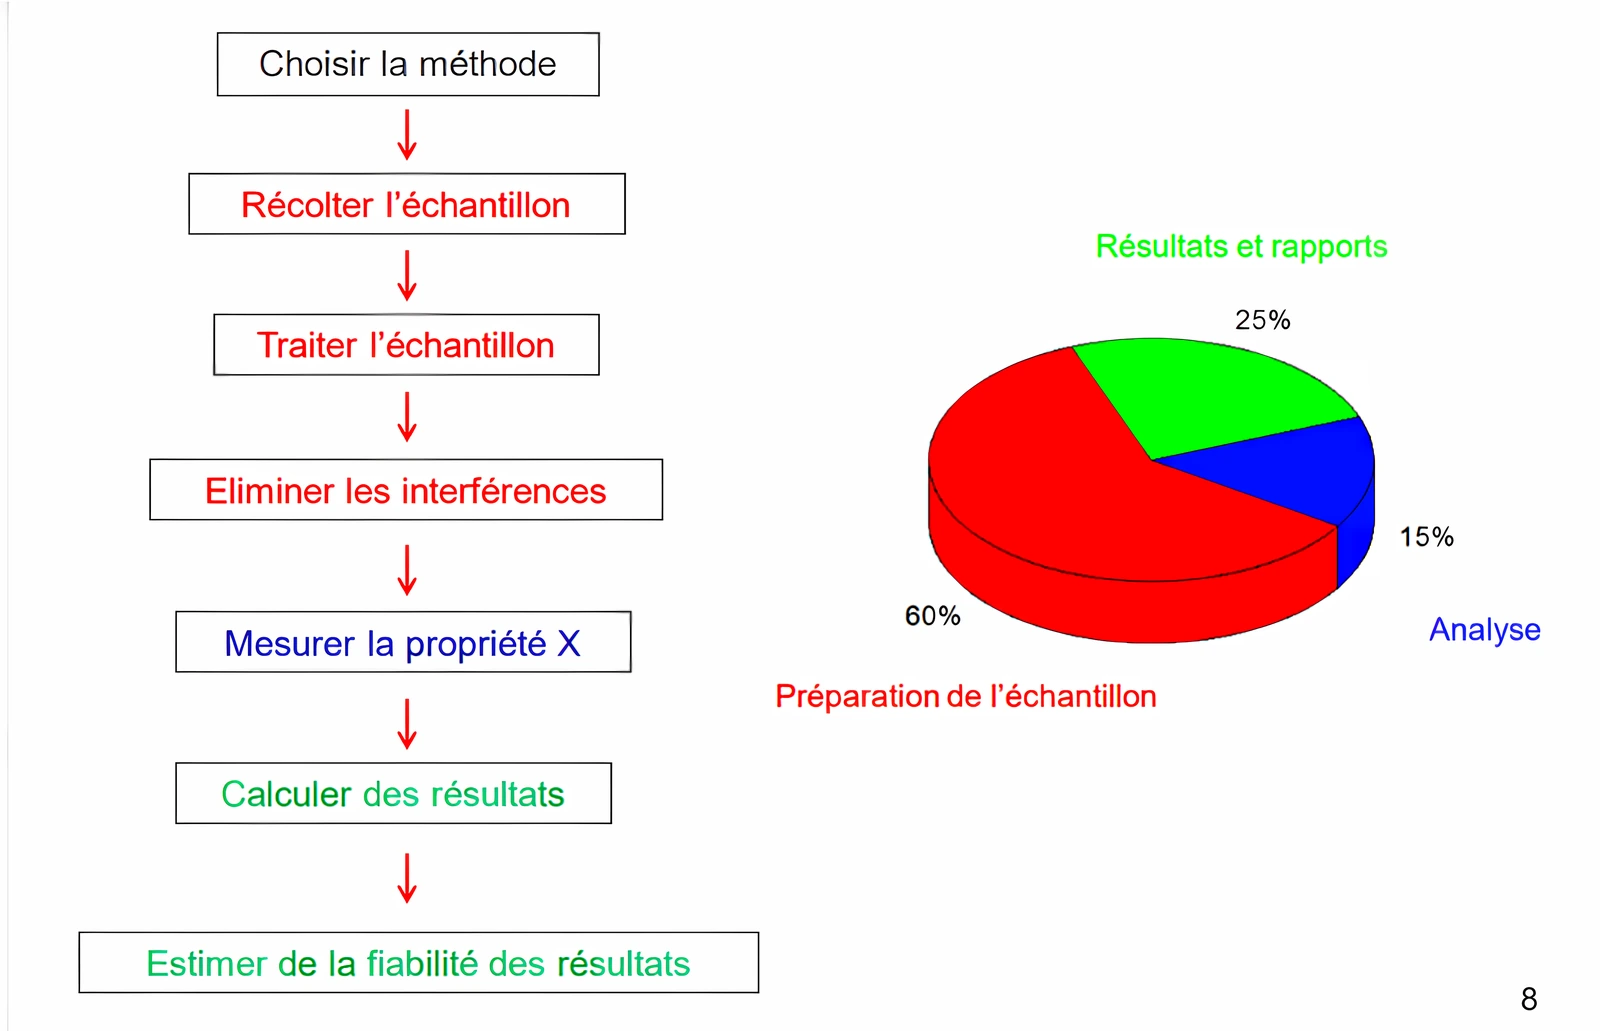 Choisir la méthode
Récolter l’échantillon
Traiter l’échantillon
Eliminer les interférences
Mesurer la propriété X
Calculer des résultats
Estimer de la fiabilité des résultats
Résultats et rapports
25%
15%
Analyse
60%
Préparation de l’échantillon
8